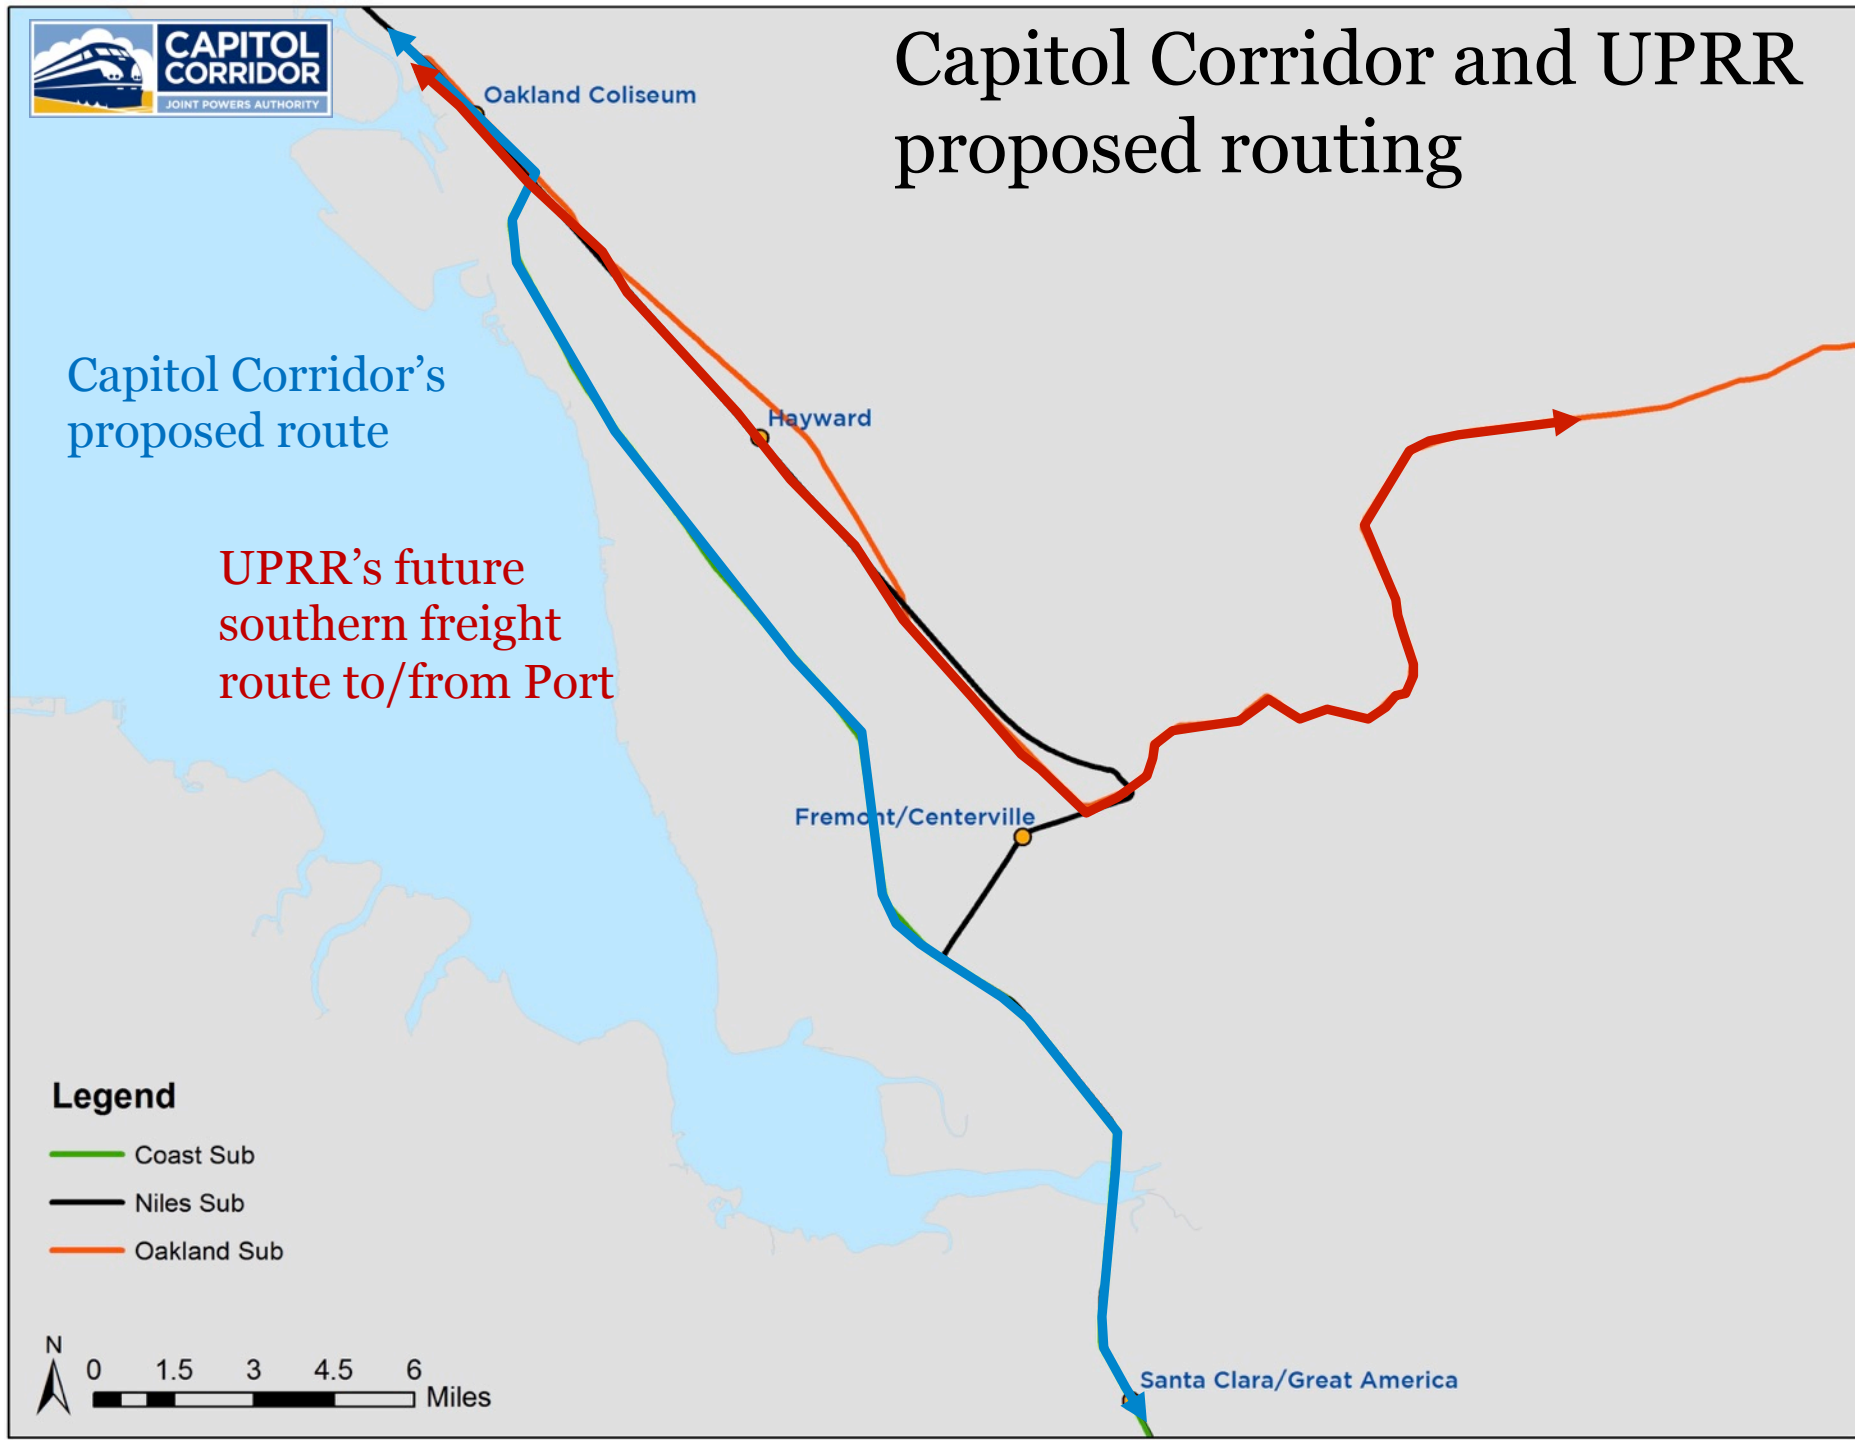 CAPITOL
CORRIDOR
JOINT POWERS AUTHORITY
Capitol Corridor and UPRR
proposed routing
Oakland Coliseum
Capitol Corridor’s
proposed route
Hayward
UPRR’s future
southern freight
route to/from Port
Fremont/Centerville
Legend
Coast Sub
Niles Sub
Oakland Sub
N
0 1.5 3 4.5 6
Miles
Santa Clara/Great America